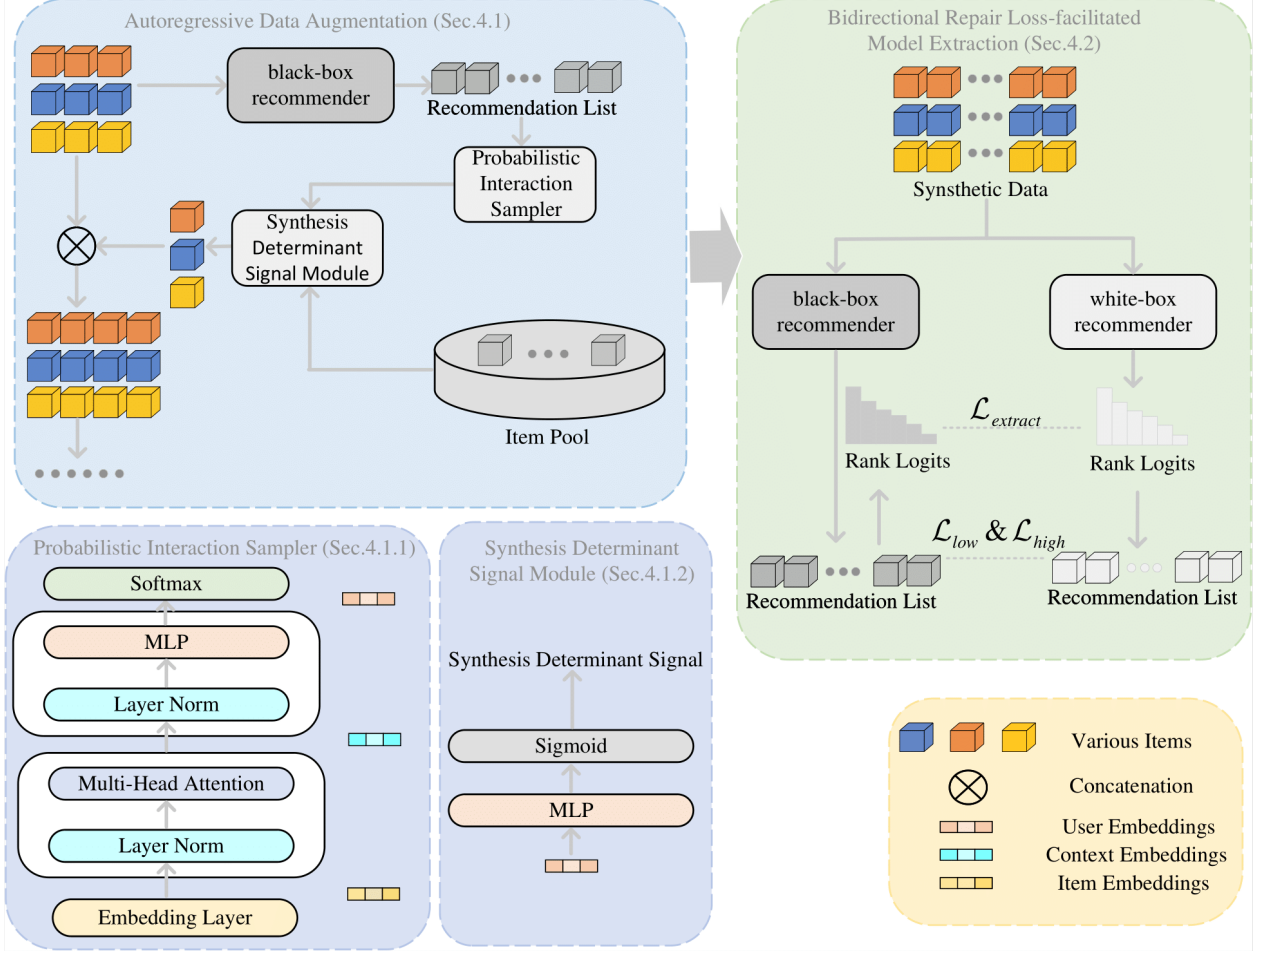 Autoregressive Data Augmentation (Sec.4.1)
black-box
recommender
Recommendation List
Probabilistic
Interaction
Sampler
Synthesis
Determinant
Signal Module
Item Pool
Bidirectional Repair Loss-facilitated
Model Extraction (Sec.4.2)
Synsthetic Data
black-box
recommender
white-box
recommender
ℒextract
Rank Logits
Rank Logits
ℒlow & ℒhigh
Recommendation List
Recommendation List
Probabilistic Interaction Sampler (Sec.4.1.1)
Softmax
MLP
Layer Norm
Multi-Head Attention
Layer Norm
Embedding Layer
Synthesis Determinant
Signal Module (Sec.4.1.2)
Synthesis Determinant Signal
Sigmoid
MLP
Various Items
Concatenation
User Embeddings
Context Embeddings
Item Embeddings